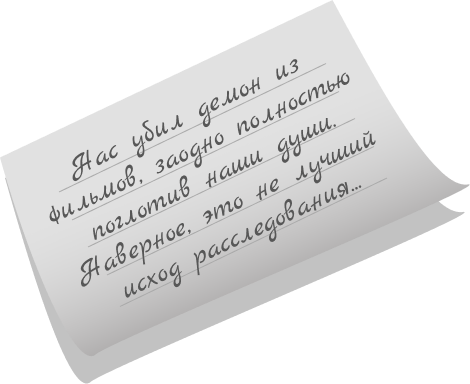 Нас убил демон из
фильмов, заодно полностью
поглотив наши души.
Наверное, это не лучший
исход расследования...